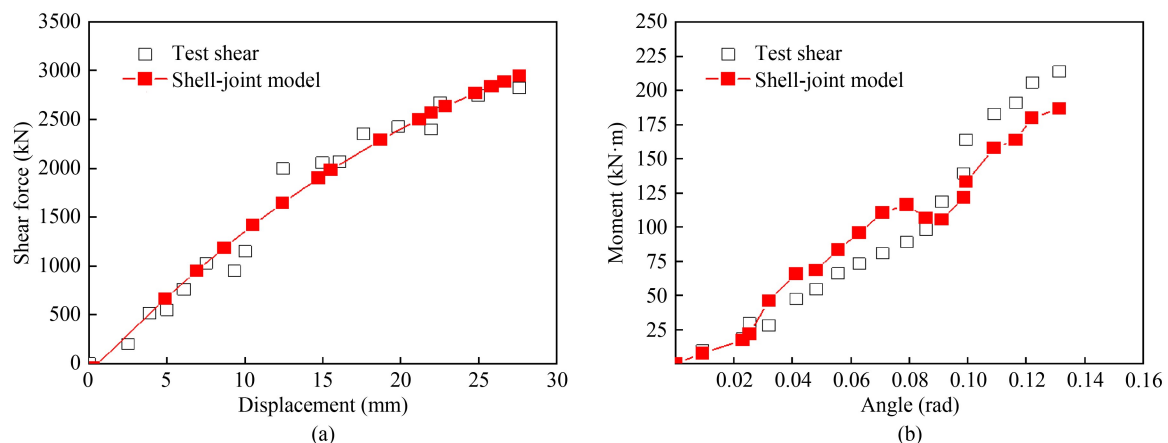 3500
3000
2500
2000
1500
1000
500
0
Shear force (kN)
Test shear
Shell-joint model
0 5 10 15 20 25 30
Displacement (mm)
(a)
250
225
200
175
150
125
100
75
50
25
Moment (kN·m)
Test shear
Shell-joint model
0.02 0.04 0.06 0.08 0.10 0.12 0.14 0.16
Angle (rad)
(b)